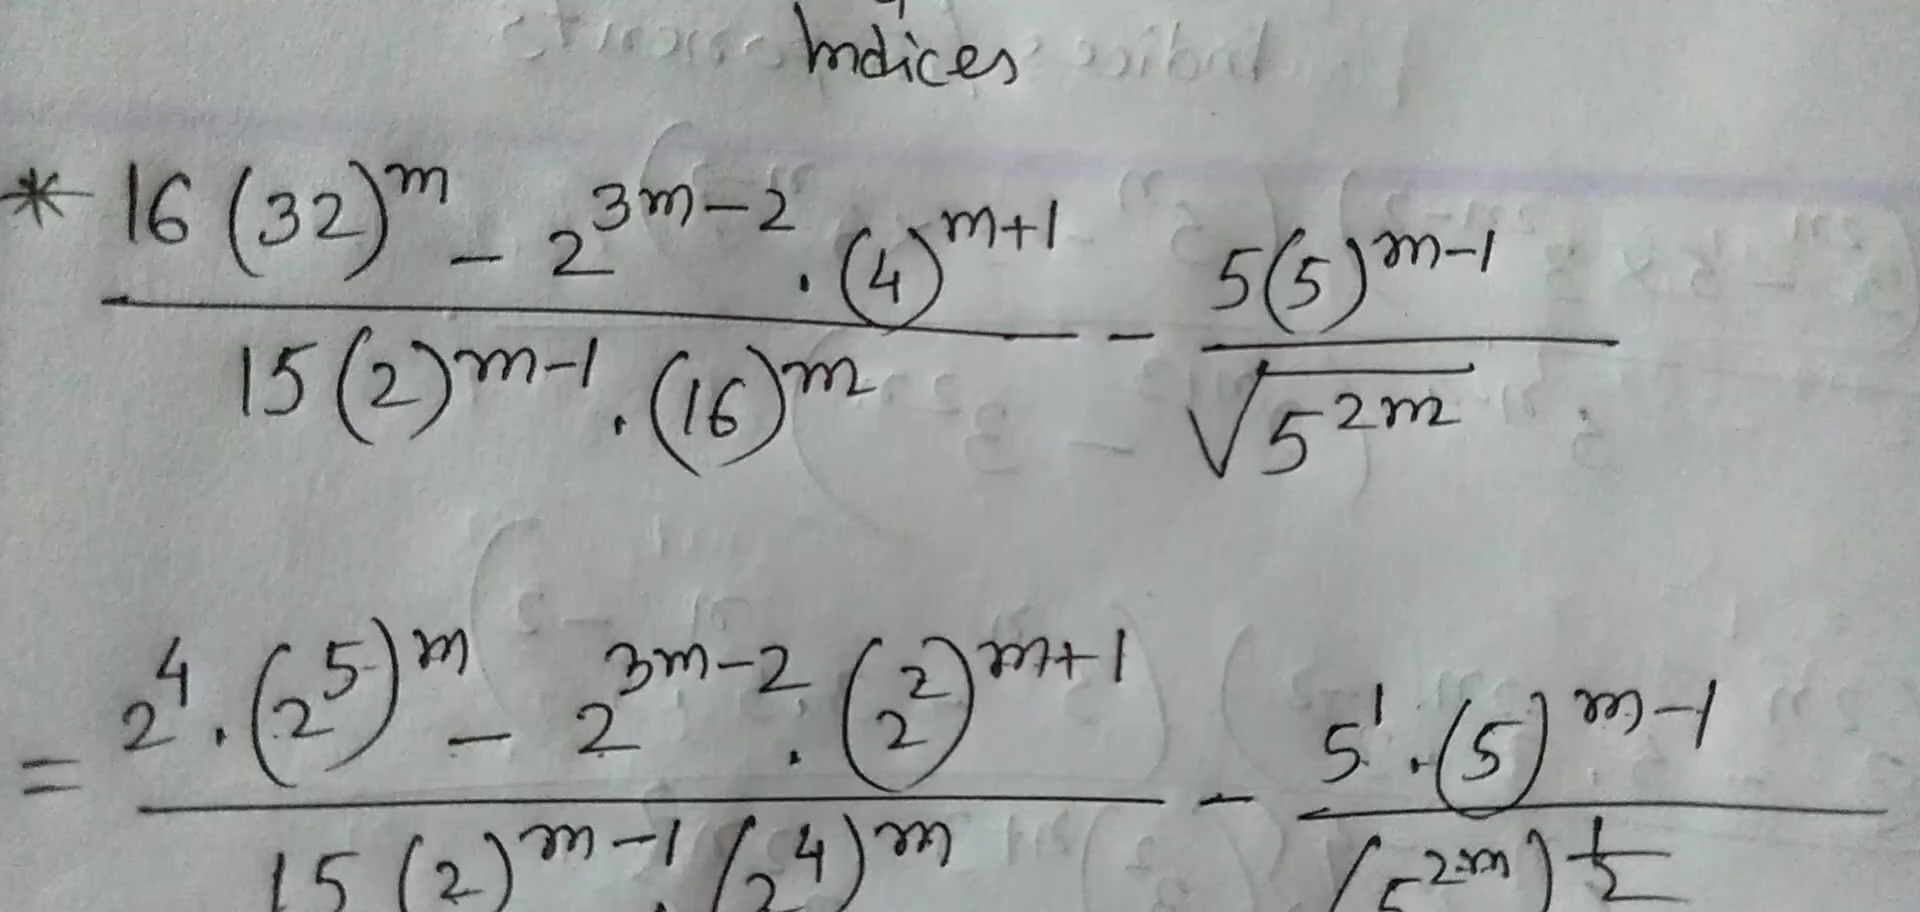 Indices
* 16(32)^m - 2^{3m-2} . (4)^{m+1} / 15(2)^{m-1} . (16)^m - 5(5)^{m-1} / √5^{2m}
= 2^4 . (2^5)^m - 2^{3m-2} . (2^2)^{m+1} / 15(2)^{m-1} . (2^4)^m - 5^1 . (5)^{m-1} / (5^{2m})^{1/2}